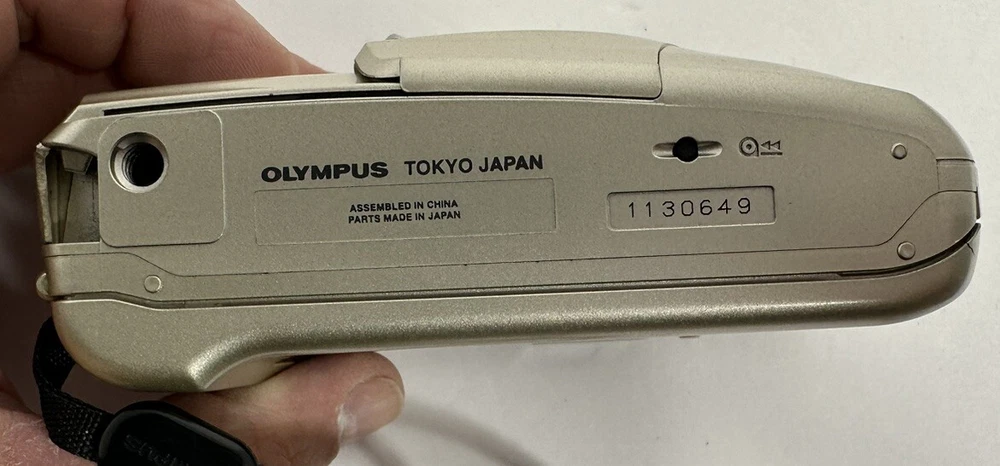 OLYMPUS TOKYO JAPAN
ASSEMBLED IN CHINA
PARTS MADE IN JAPAN
1130649